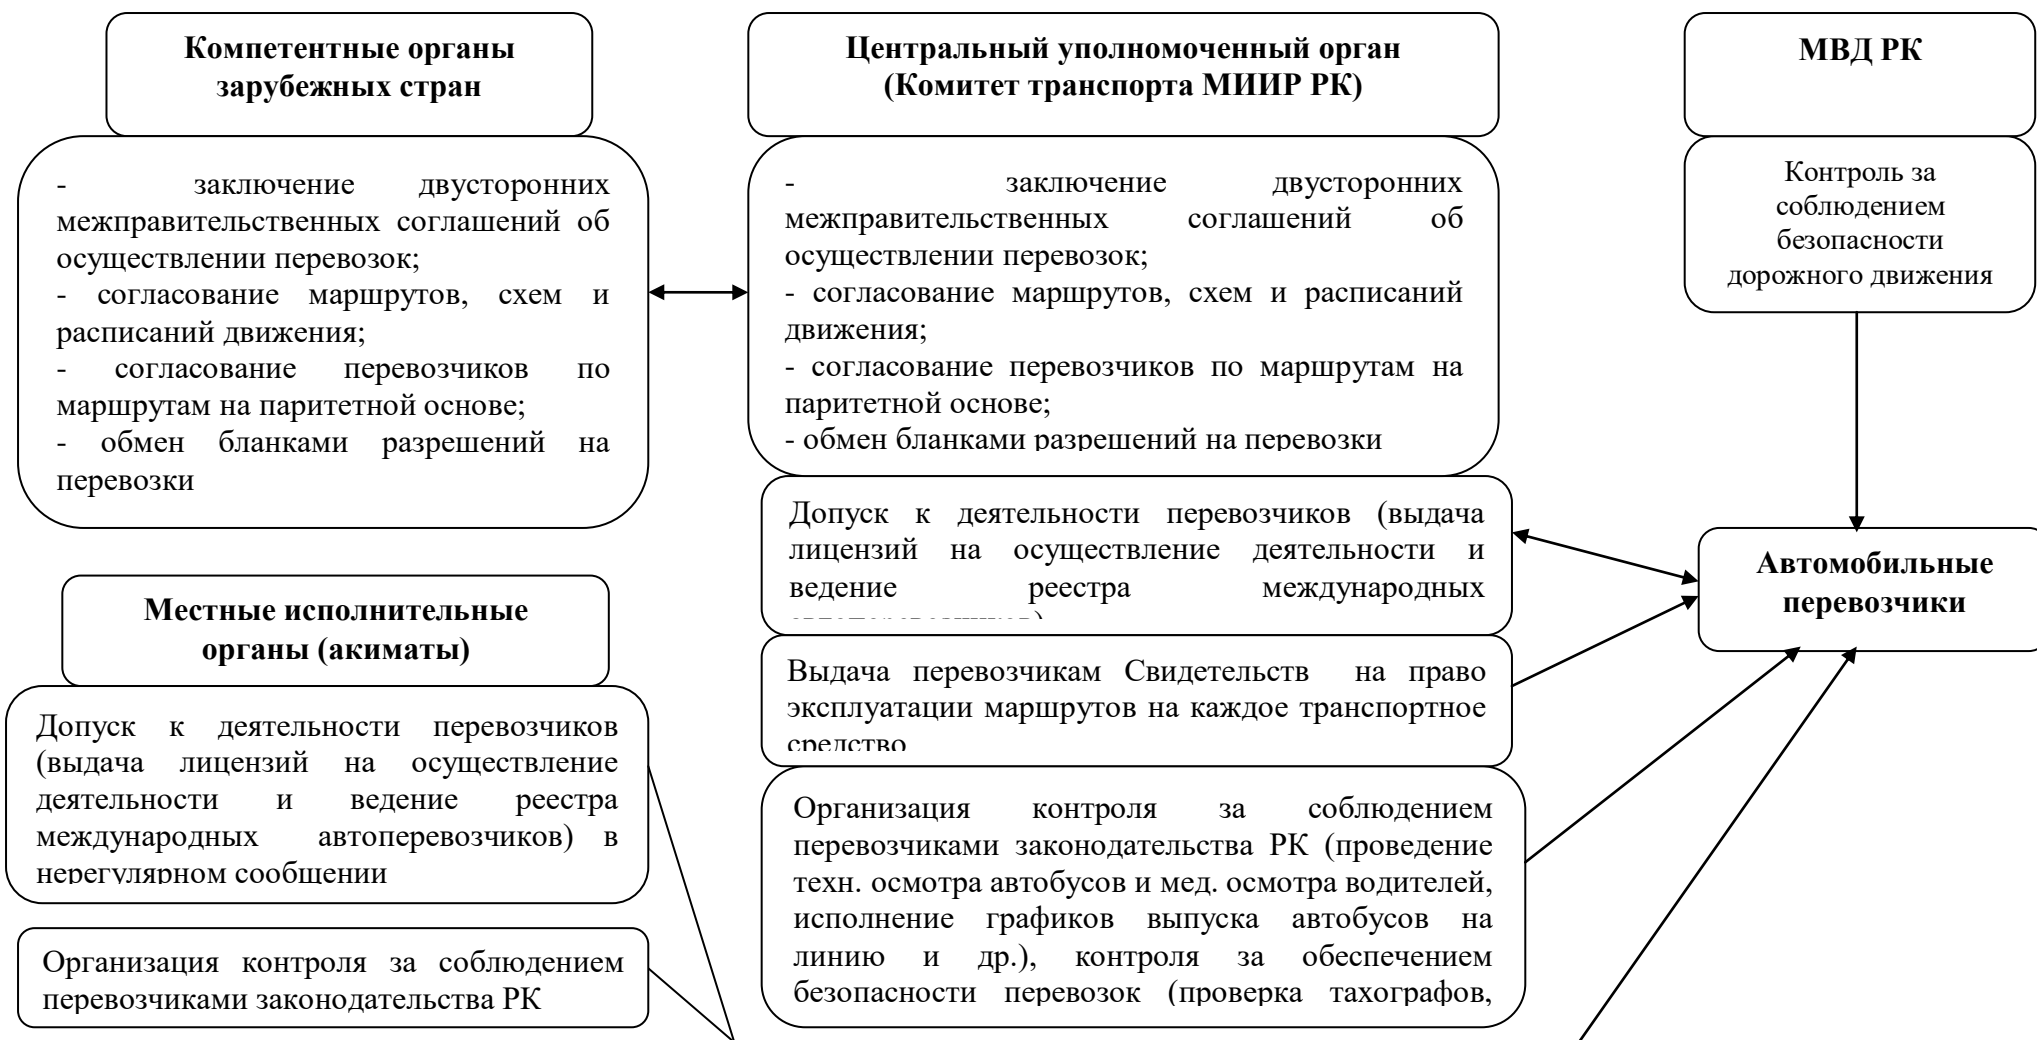 Компетентные органы
зарубежных стран
- заключение двусторонних
межправительственных соглашений об
осуществлении перевозок;
- согласование маршрутов, схем и
расписаний движения;
- согласование перевозчиков по
маршрутам на паритетной основе;
- обмен бланками разрешений на
перевозки
Центральный уполномоченный орган
(Комитет транспорта МИИР РК)
- заключение двусторонних
межправительственных соглашений об
осуществлении перевозок;
- согласование маршрутов, схем и расписаний
движения;
- согласование перевозчиков по маршрутам на
паритетной основе;
- обмен бланками разрешений на перевозки
Допуск к деятельности перевозчиков (выдача
лицензий на осуществление деятельности и
ведение реестра международных
Выдача перевозчикам Свидетельств на право
эксплуатации маршрутов на каждое транспортное
средство
Организация контроля за соблюдением
перевозчиками законодательства РК (проведение
техн. осмотра автобусов и мед. осмотра водителей,
исполнение графиков выпуска автобусов на
линию и др.), контроля за обеспечением
безопасности перевозок (проверка тахографов,
МВД РК
Контроль за
соблюдением
безопасности
дорожного движения
Автомобильные
перевозчики
Местные исполнительные
органы (акиматы)
Допуск к деятельности перевозчиков
(выдача лицензий на осуществление
деятельности и ведение реестра
международных автоперевозчиков) в
нерегулярном сообщении
Организация контроля за соблюдением
перевозчиками законодательства РК